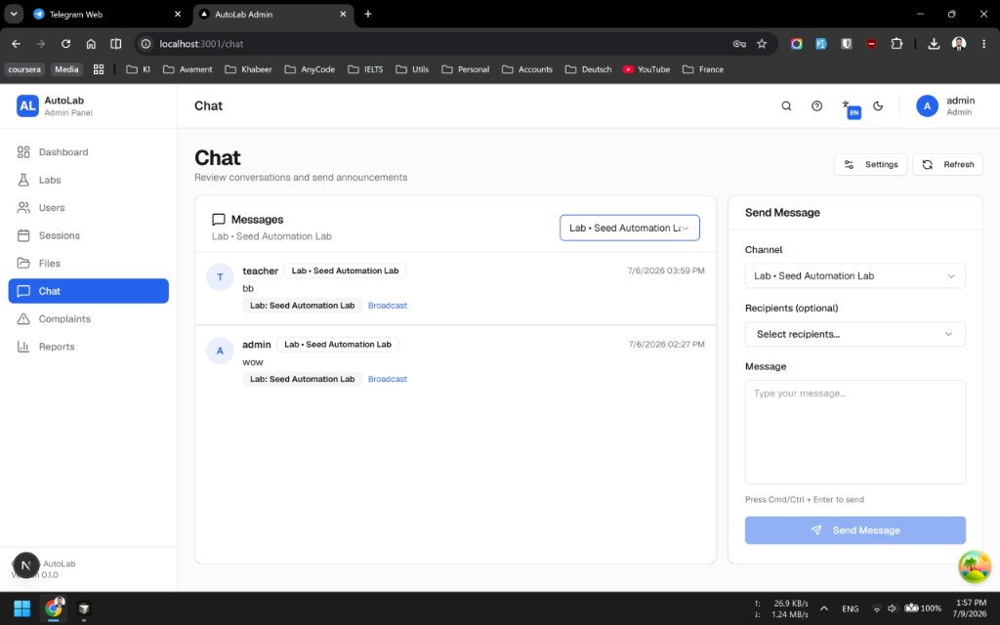 Telegram Web
AutoLab Admin
localhost:3001/chat
coursera
Media
KI
Avament
Khabeer
AnyCode
IELTS
Utils
Personal
Accounts
Deutsch
YouTube
France
AL
AutoLab
Admin Panel
Chat
EN
A
admin
Admin
Dashboard
Labs
Users
Sessions
Files
Chat
Complaints
Reports
Chat
Review conversations and send announcements
Settings
Refresh
Messages
Lab • Seed Automation Lab
Lab • Seed Automation La
T
teacher
Lab • Seed Automation Lab
7/6/2026 03:59 PM
bb
Lab: Seed Automation Lab
Broadcast
A
admin
Lab • Seed Automation Lab
7/6/2026 02:27 PM
wow
Lab: Seed Automation Lab
Broadcast
Send Message
Channel
Lab • Seed Automation Lab
Recipients (optional)
Select recipients...
Message
Type your message...
Press Cmd/Ctrl + Enter to send
Send Message
N
AutoLab
0.1.0
↑: 26.9 KB/s
↓: 1.24 MB/s
ENG
100%
1:57 PM
7/9/2026